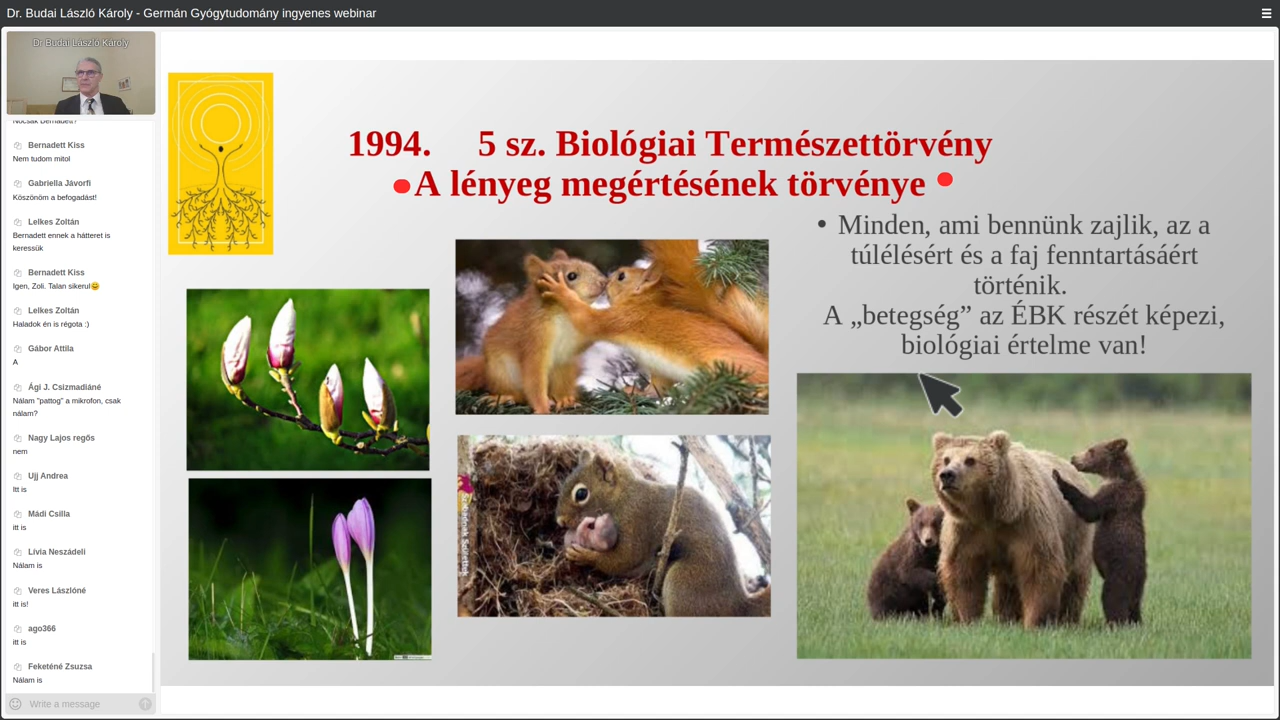 Dr. Budai László Károly - Germán Gyógytudomány ingyenes webinar
Dr Budai László Károly
Nocsak Bernadett?
Bernadett Kiss
Nem tudom mitol
Gabriella Jávorfi
Köszönöm a befogadást!
Lelkes Zoltán
Bernadett ennek a hátteret is
keressük
Bernadett Kiss
Igen, Zoli. Talan sikerul😄
Lelkes Zoltán
Haladok én is régota :)
Gábor Attila
A
Ági J. Csizmadiáné
Nálam "pattog" a mikrofon, csak
nálam?
Nagy Lajos regős
nem
Ujj Andrea
Itt is
Mádi Csilla
itt is
Livia Neszádeli
Nálam is
Veres Lászlóné
itt is!
ago366
itt is
Feketéné Zsuzsa
Nálam is
Write a message
1994. 5 sz. Biológiai Természettörvény
A lényeg megértésének törvénye
• Minden, ami bennünk zajlik, az a
túlélésért és a faj fenntartásáért
történik.
A „betegség” az ÉBK részét képezi,
biológiai értelme van!